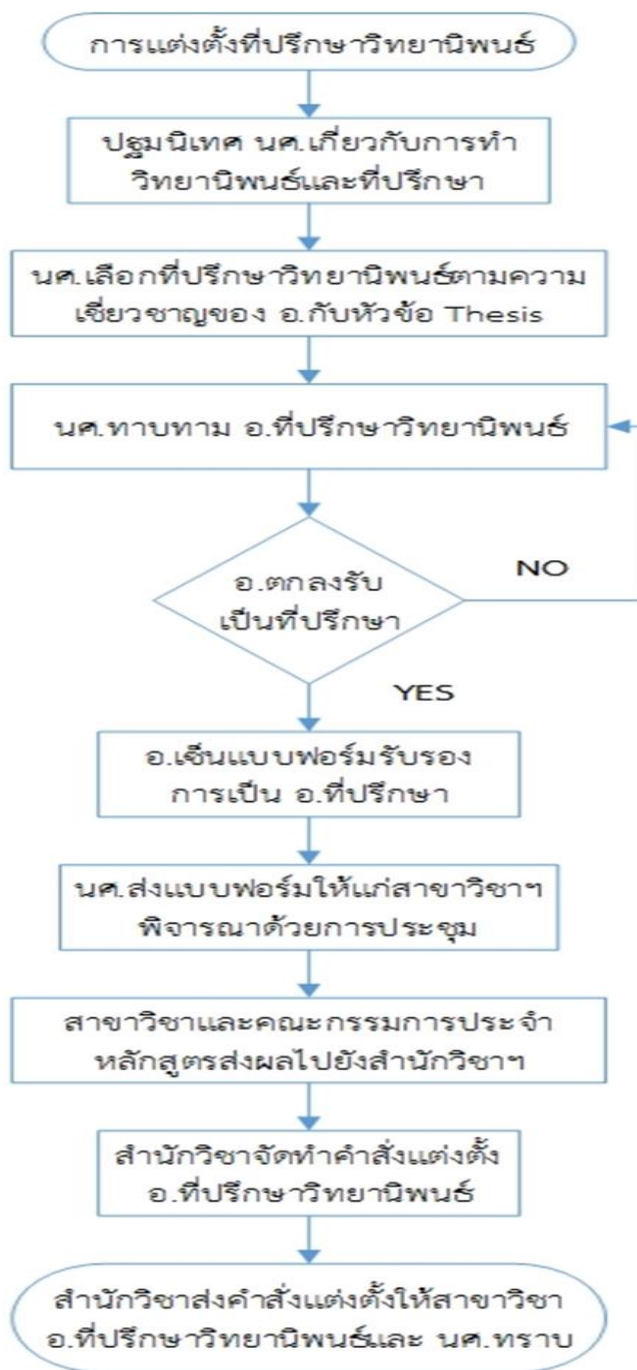 การแต่งตั้งที่ปรึกษาวิทยานิพนธ์
ปฐมนิเทศ นศ.เกี่ยวกับการทำ
วิทยานิพนธ์และที่ปรึกษา
นศ.เลือกที่ปรึกษาวิทยานิพนธ์ตามความ
เชี่ยวชาญของ อ.กับหัวข้อ Thesis
นศ.ทาบทาม อ.ที่ปรึกษาวิทยานิพนธ์
อ.ตกลงรับ
เป็นที่ปรึกษา
NO
YES
อ.เซ็นแบบฟอร์มรับรอง
การเป็น อ.ที่ปรึกษา
นศ.ส่งแบบฟอร์มให้แก่สาขาวิชาฯ
พิจารณาด้วยการประชุม
สาขาวิชาและคณะกรรมการประจำ
หลักสูตรส่งผลไปยังสำนักวิชาฯ
สำนักวิชาจัดทำคำสั่งแต่งตั้ง
อ.ที่ปรึกษาวิทยานิพนธ์
สำนักวิชาส่งคำสั่งแต่งตั้งให้สาขาวิชา
อ.ที่ปรึกษาวิทยานิพนธ์และ นศ.ทราบ